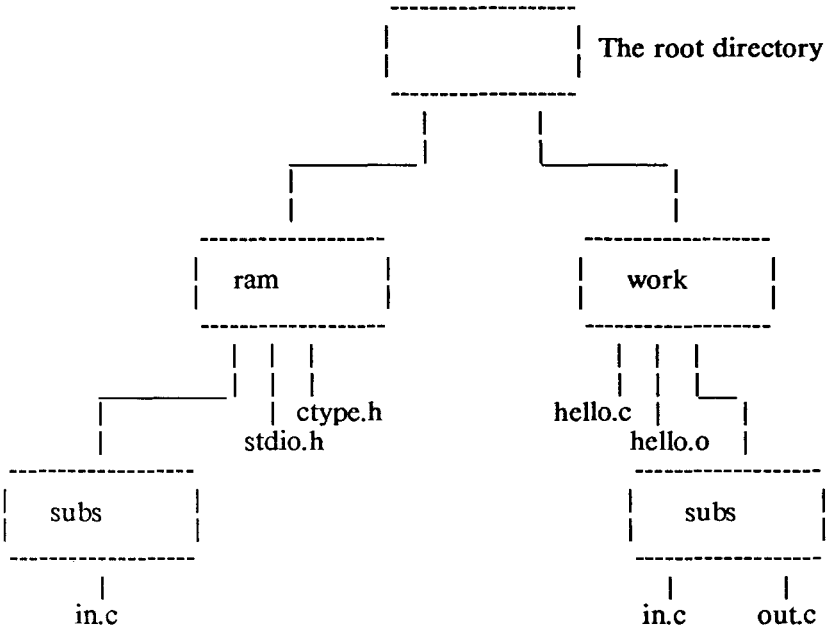 The root directory
ram work
ctype.h hello.c
stdio.h hello.o
subs subs
in.c in.c out.c